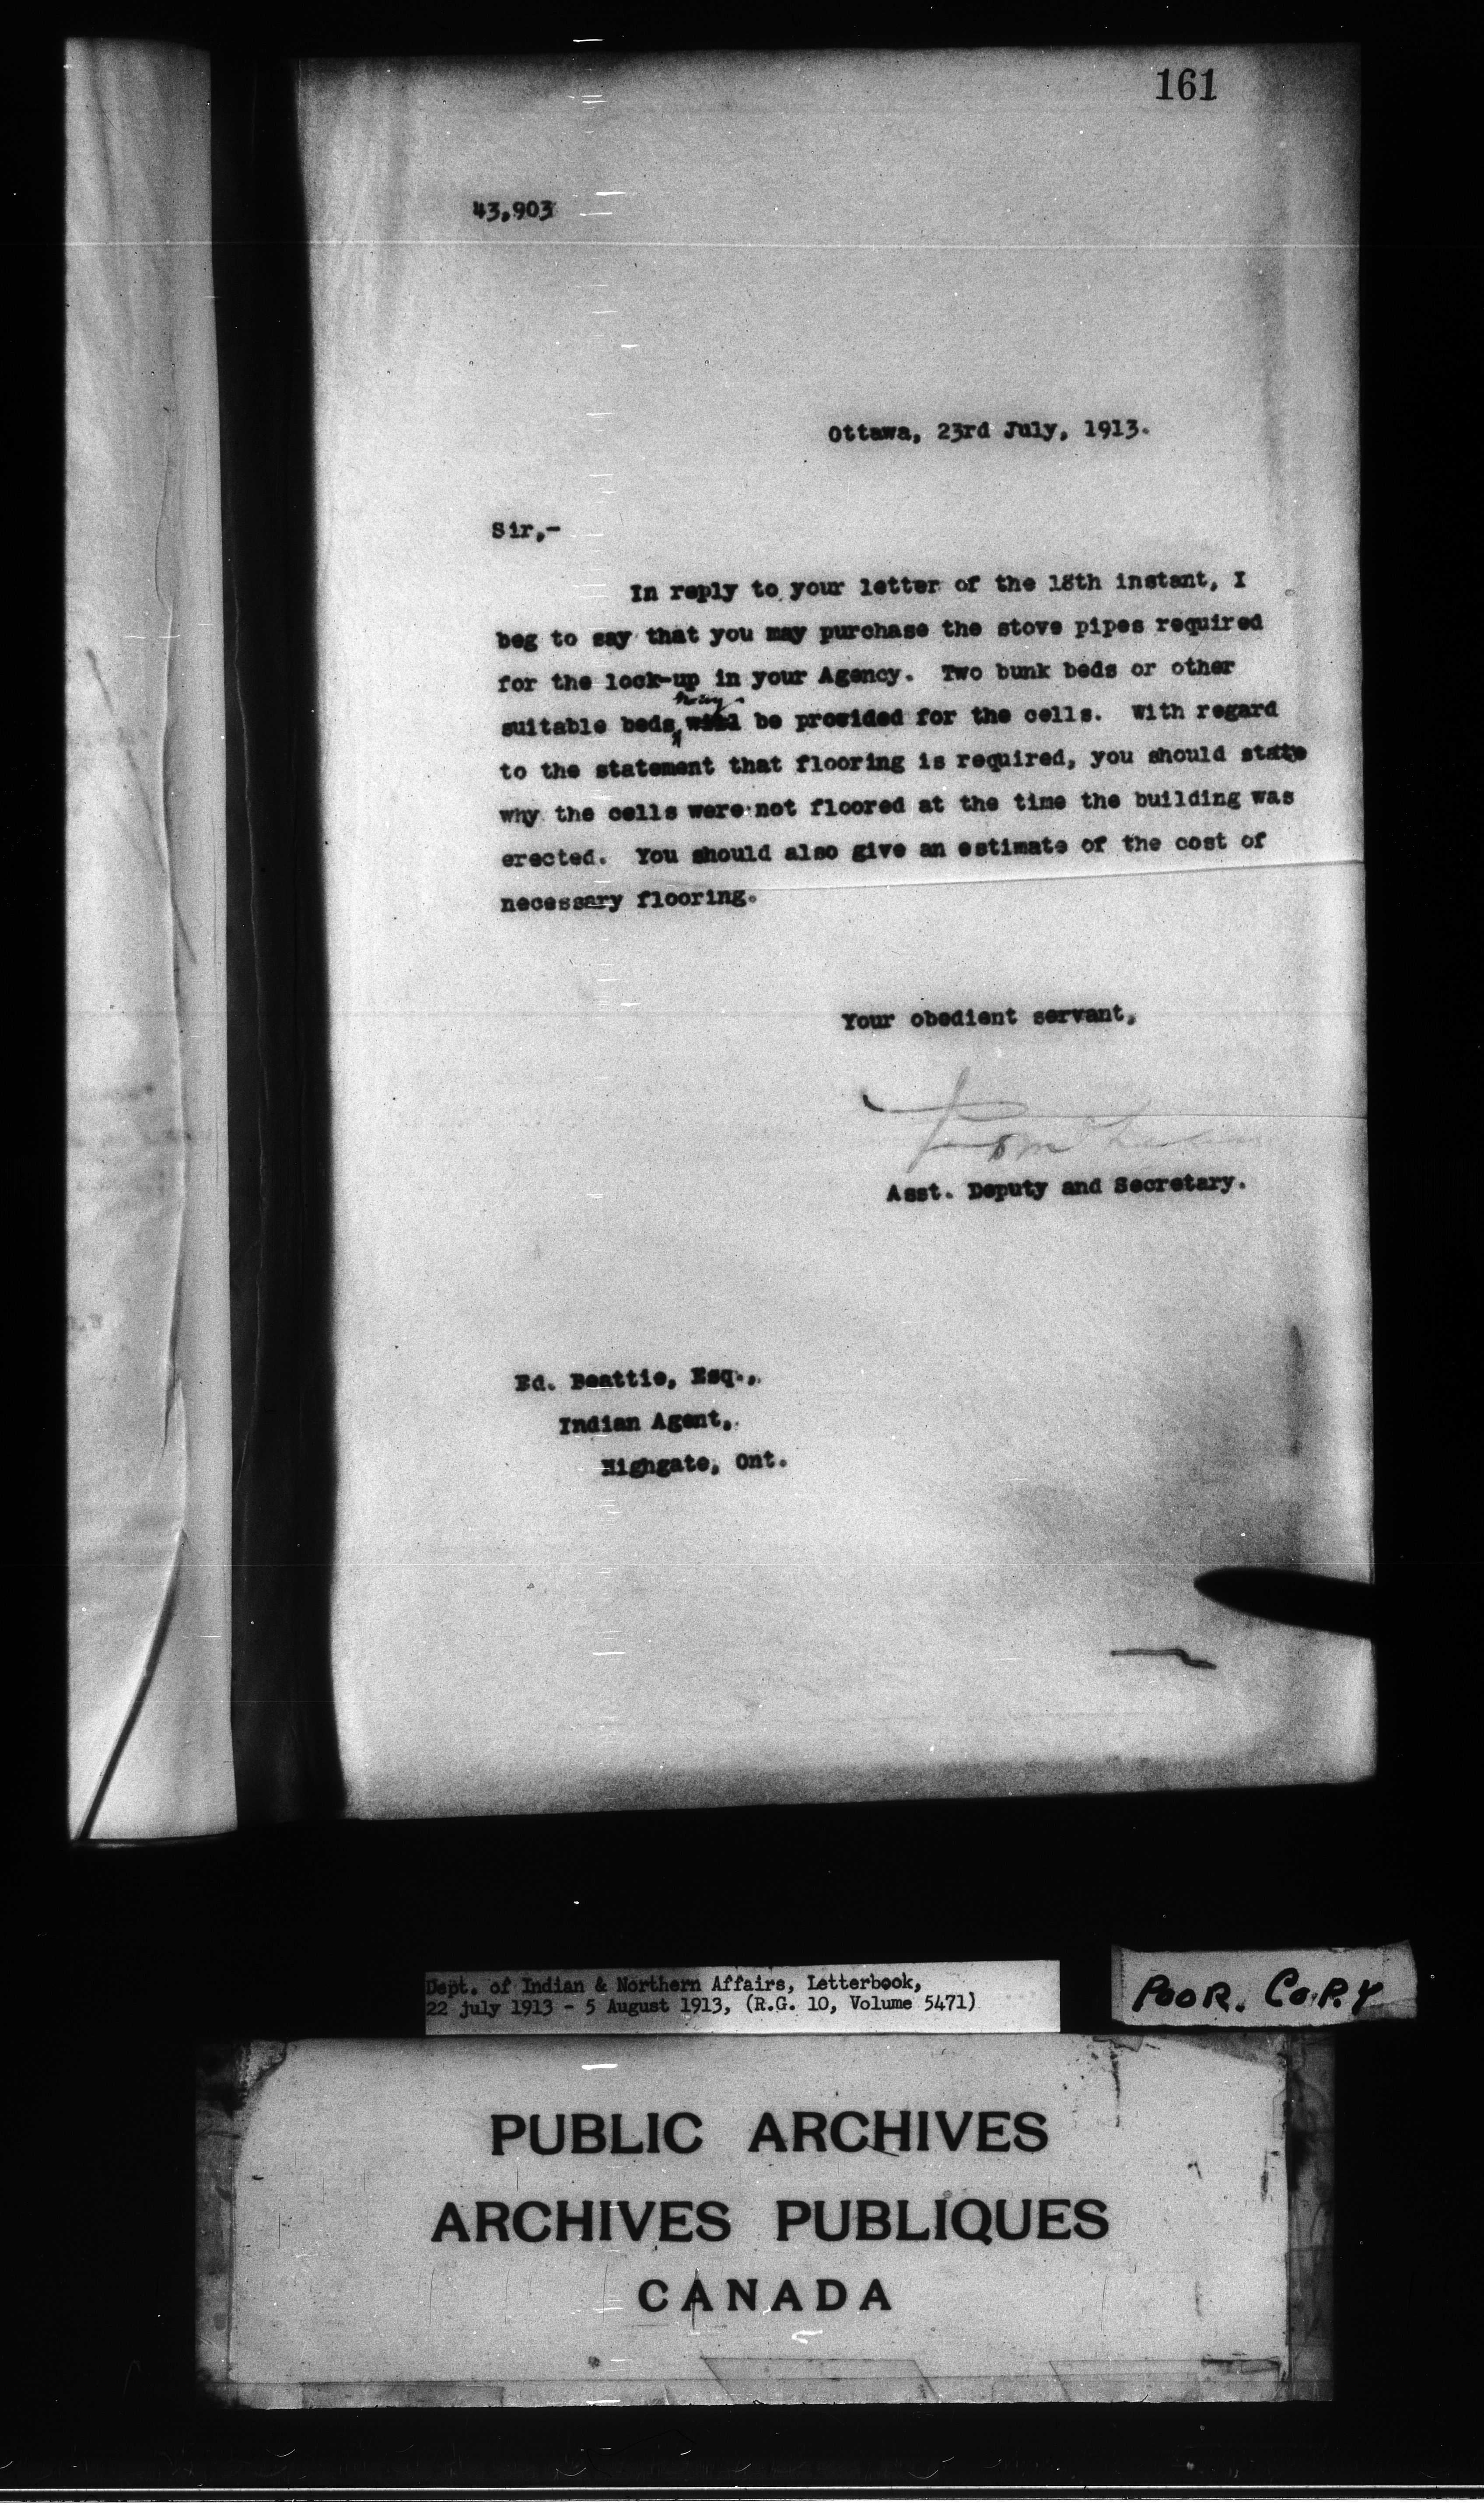 161
43,903
Ottawa, 23rd July, 1913.
Sir,-
In reply to your letter of the 18th instant, I
beg to say that you may purchase the stove pipes required
for the lock-up in your Agency. Two bunk beds or other
may
suitable beds will be provided for the cells. With regard
to the statement that flooring is required, you should state
why the cells were not floored at the time the building was
erected. You should also give an estimate of the cost of
necessary flooring.
Your obedient servant,
Asst. Deputy and Secretary.
Ed. Beattie, Esq.,
Indian Agent,
Highgate, Ont.
Dept. of Indian & Northern Affairs, Letterbook,
22 july 1913 - 5 August 1913, (R.G. 10, Volume 5471)
POOR. COPY
PUBLIC ARCHIVES
ARCHIVES PUBLIQUES
CANADA